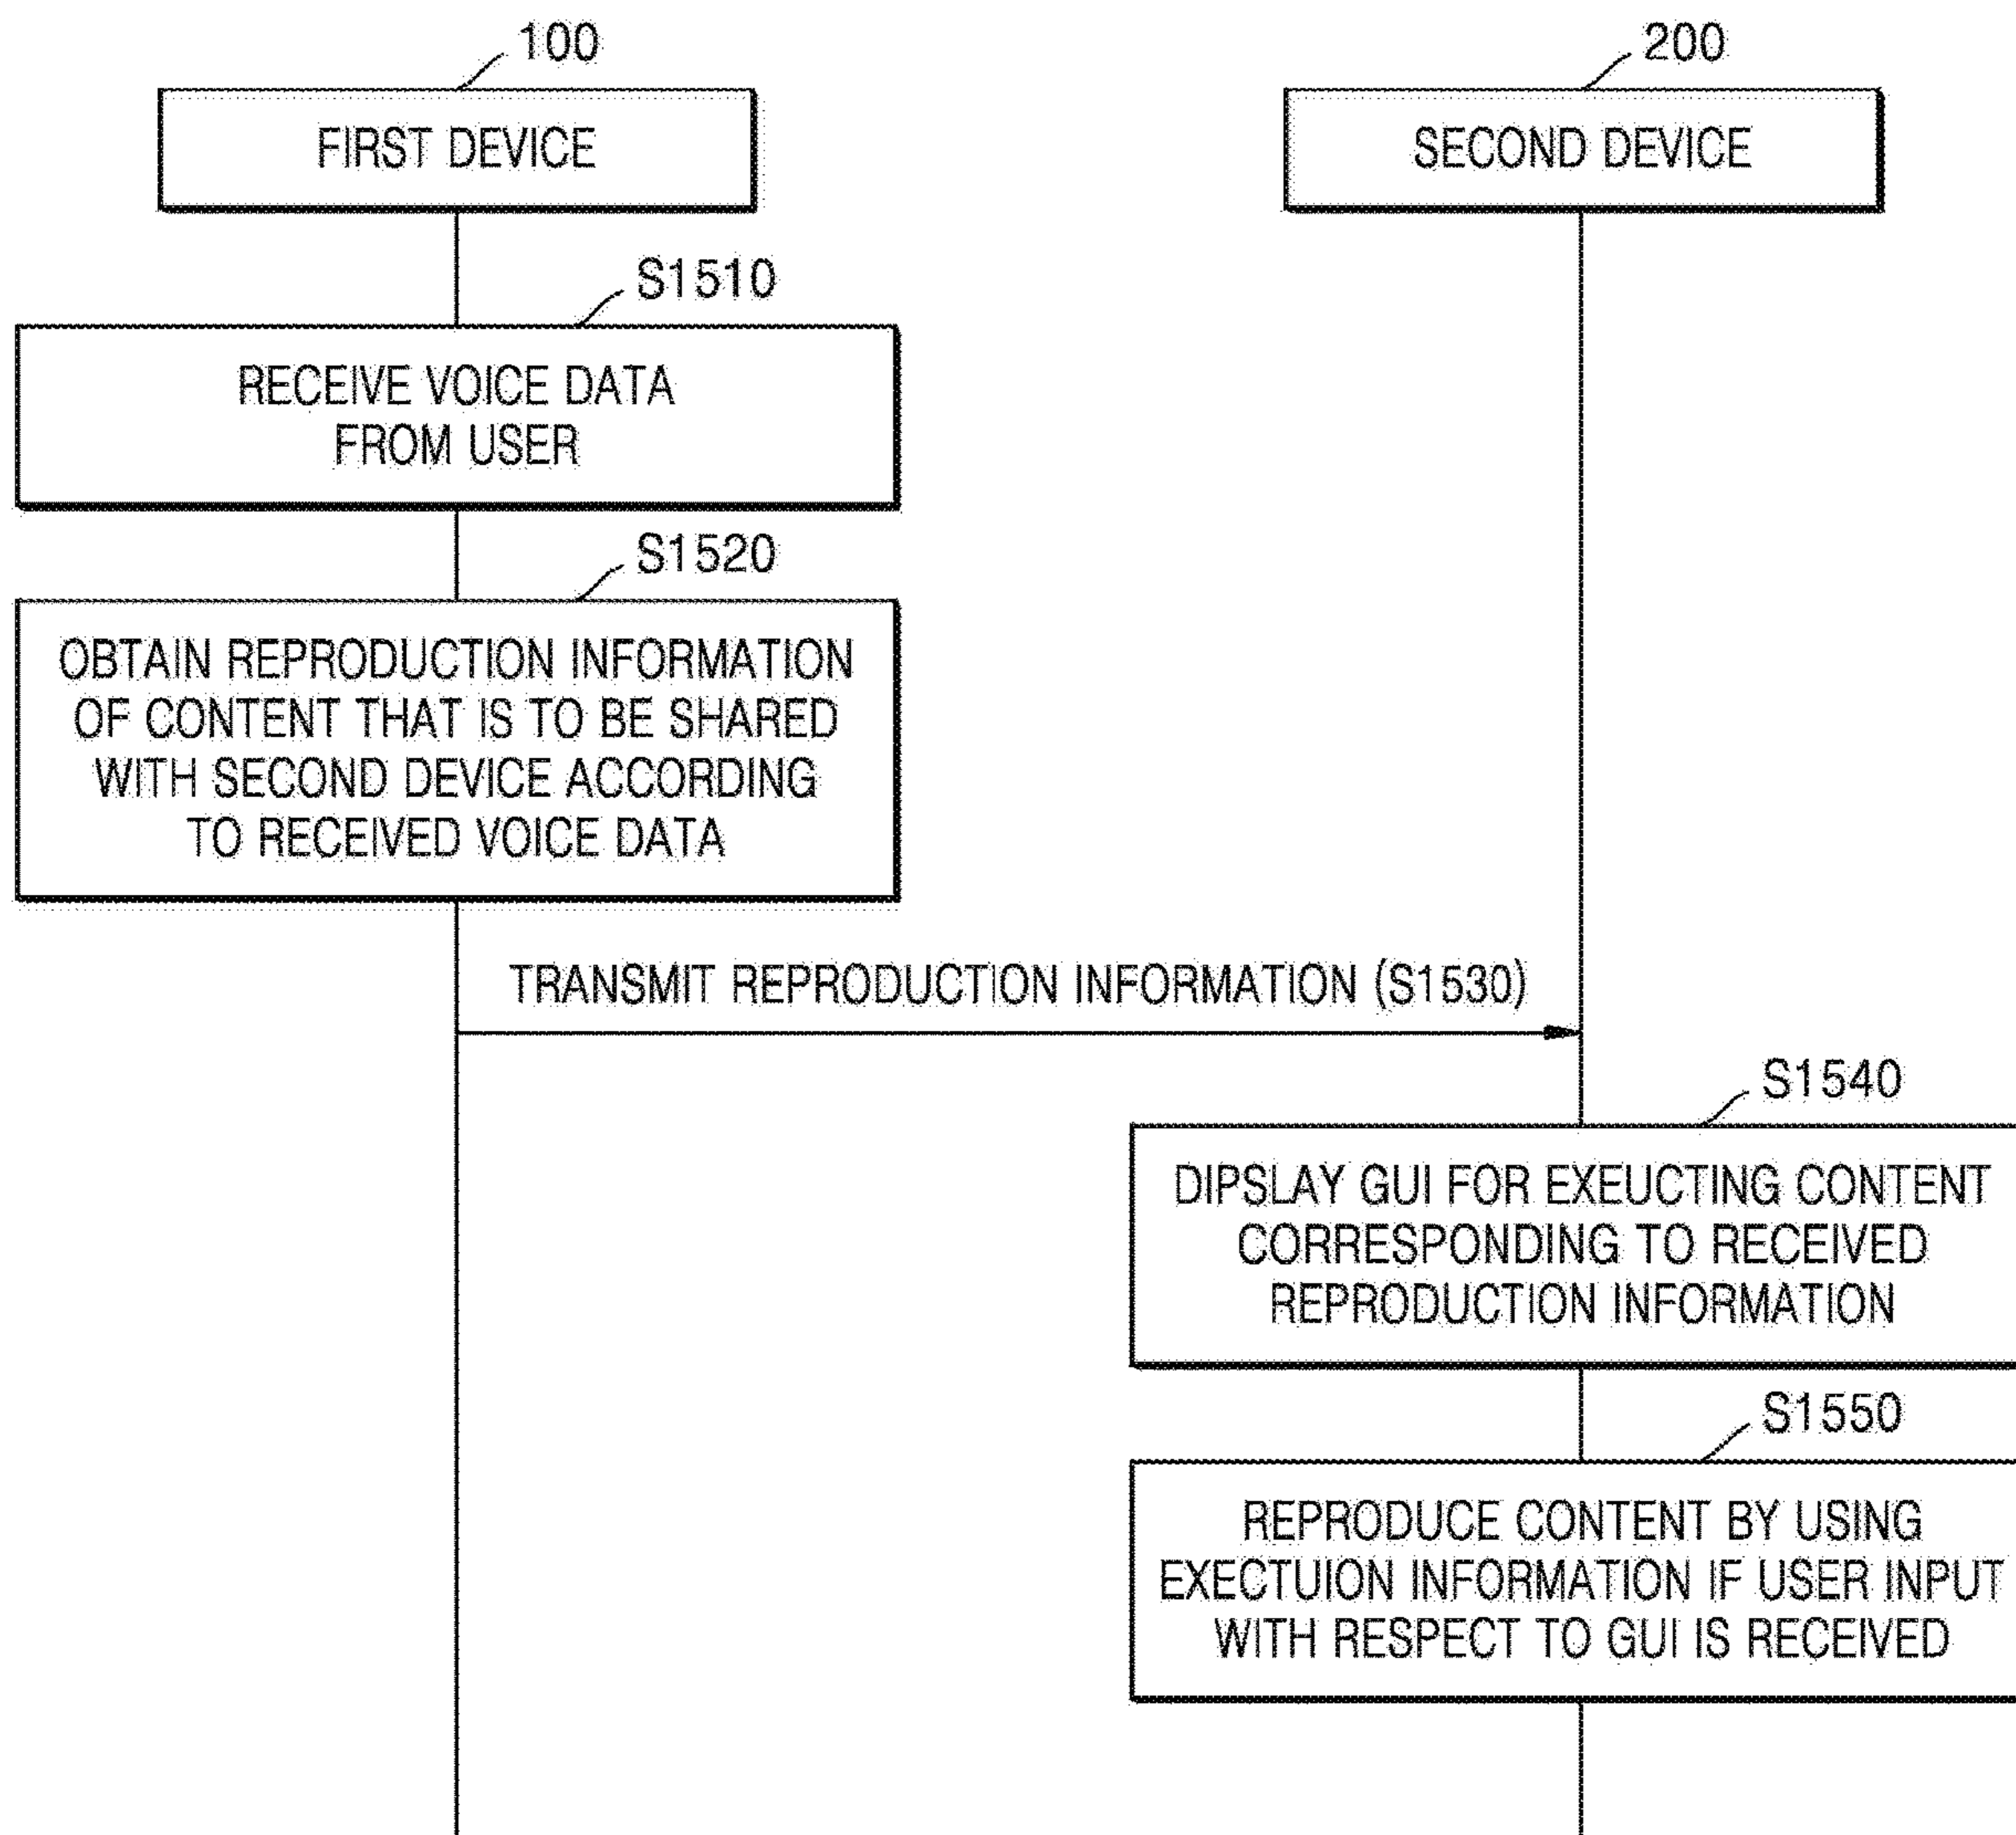 100
200
FIRST DEVICE
SECOND DEVICE
S1510
RECEIVE VOICE DATA
FROM USER
S1520
OBTAIN REPRODUCTION INFORMATION
OF CONTENT THAT IS TO BE SHARED
WITH SECOND DEVICE ACCORDING
TO RECEIVED VOICE DATA
TRANSMIT REPRODUCTION INFORMATION (S1530)
S1540
DIPSLAY GUI FOR EXEUCTING CONTENT
CORRESPONDING TO RECEIVED
REPRODUCTION INFORMATION
S1550
REPRODUCE CONTENT BY USING
EXECTUION INFORMATION IF USER INPUT
WITH RESPECT TO GUI IS RECEIVED